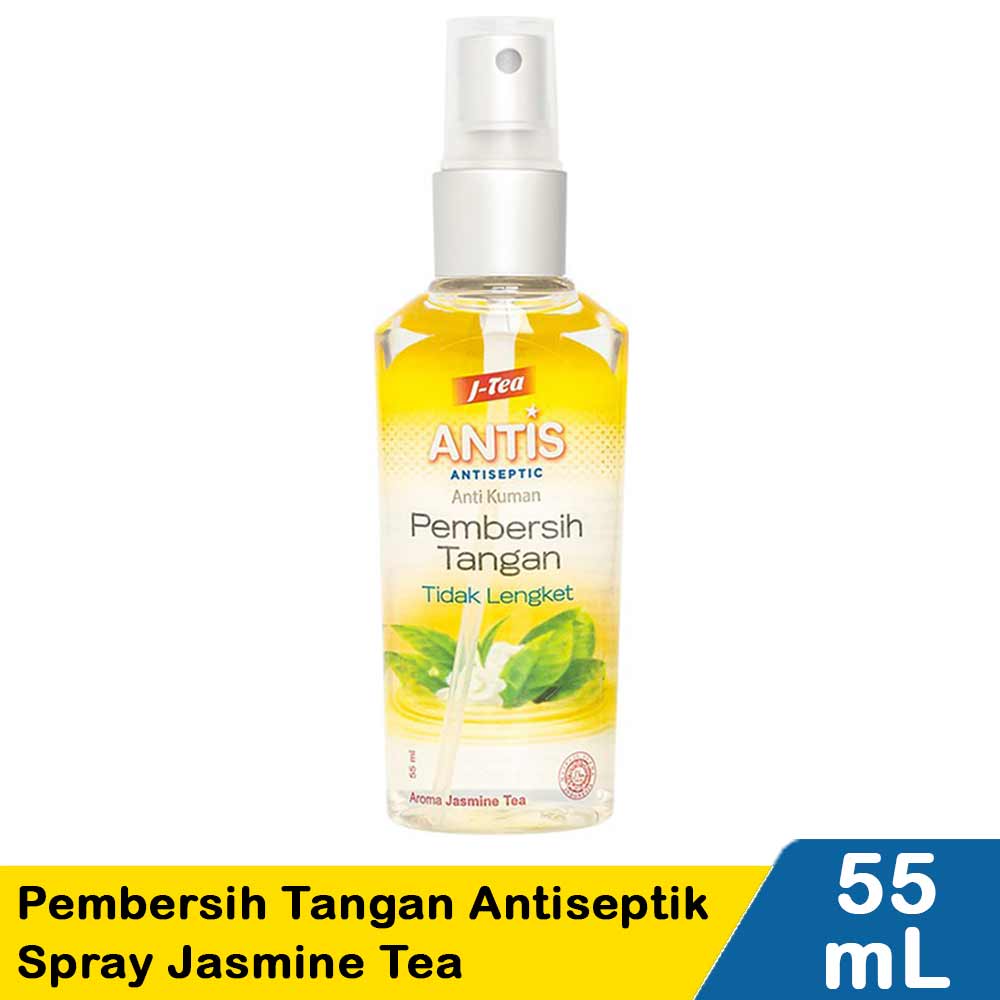 J-Tea
ANTIS
ANTISEPTIC
Anti Kuman
Pembersih
Tangan
Tidak Lengket
55 ml
Aroma Jasmine Tea
Pembersih Tangan Antiseptik
Spray Jasmine Tea
55
mL